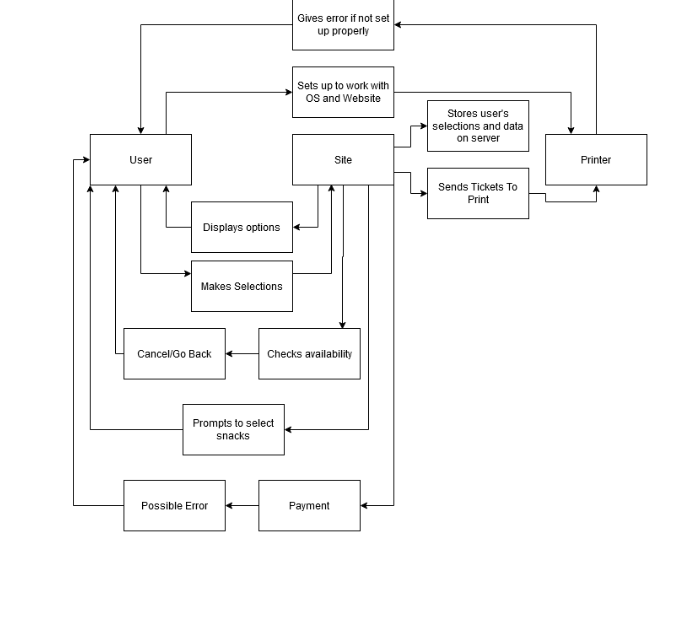 Gives error if not set
up properly
Sets up to work with
OS and Website
Stores user's
selections and data
on server
User
Site
Printer
Sends Tickets To
Print
Displays options
Makes Selections
Cancel/Go Back
Checks availability
Prompts to select
snacks
Possible Error
Payment